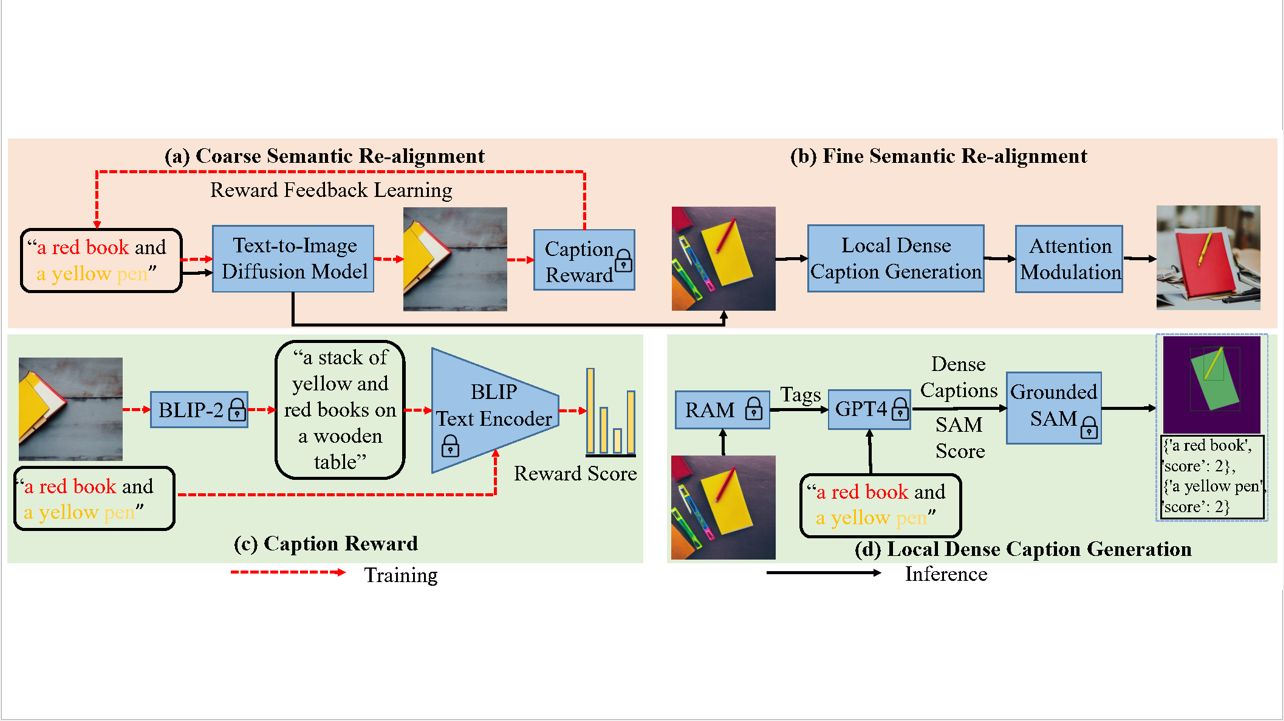 (a) Coarse Semantic Re-alignment
Reward Feedback Learning
“a red book and
a yellow pen”
Text-to-Image
Diffusion Model
Caption
Reward
(b) Fine Semantic Re-alignment
Local Dense
Caption Generation
Attention
Modulation
BLIP-2
“a stack of
yellow and
red books on
a wooden
table”
BLIP
Text Encoder
Reward Score
“a red book and
a yellow pen”
(c) Caption Reward
RAM
Tags
GPT4
Dense
Captions
SAM
Score
Grounded
SAM
{'a red book',
'score’: 2},
{'a yellow pen',
'score’: 2}
“a red book and
a yellow pen”
(d) Local Dense Caption Generation
Training
Inference